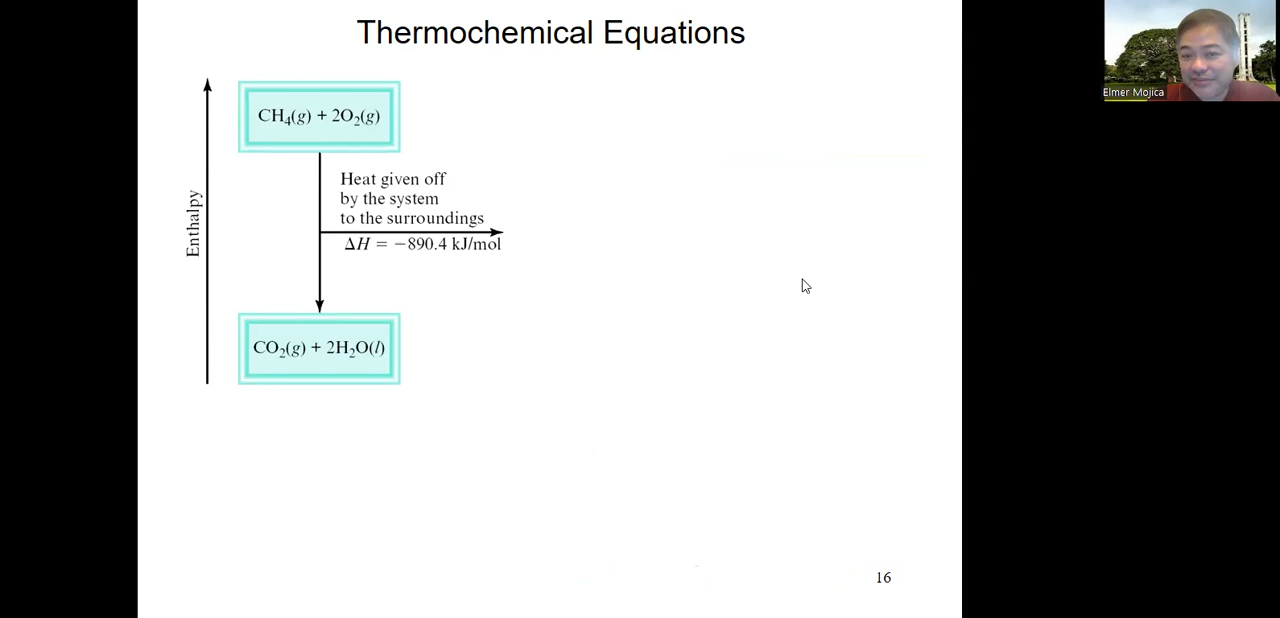 Thermochemical Equations
Elmer Mojica
CH₄(g) + 2O₂(g)
Heat given off
by the system
to the surroundings
ΔH = −890.4 kJ/mol
Enthalpy
CO₂(g) + 2H₂O(l)
16